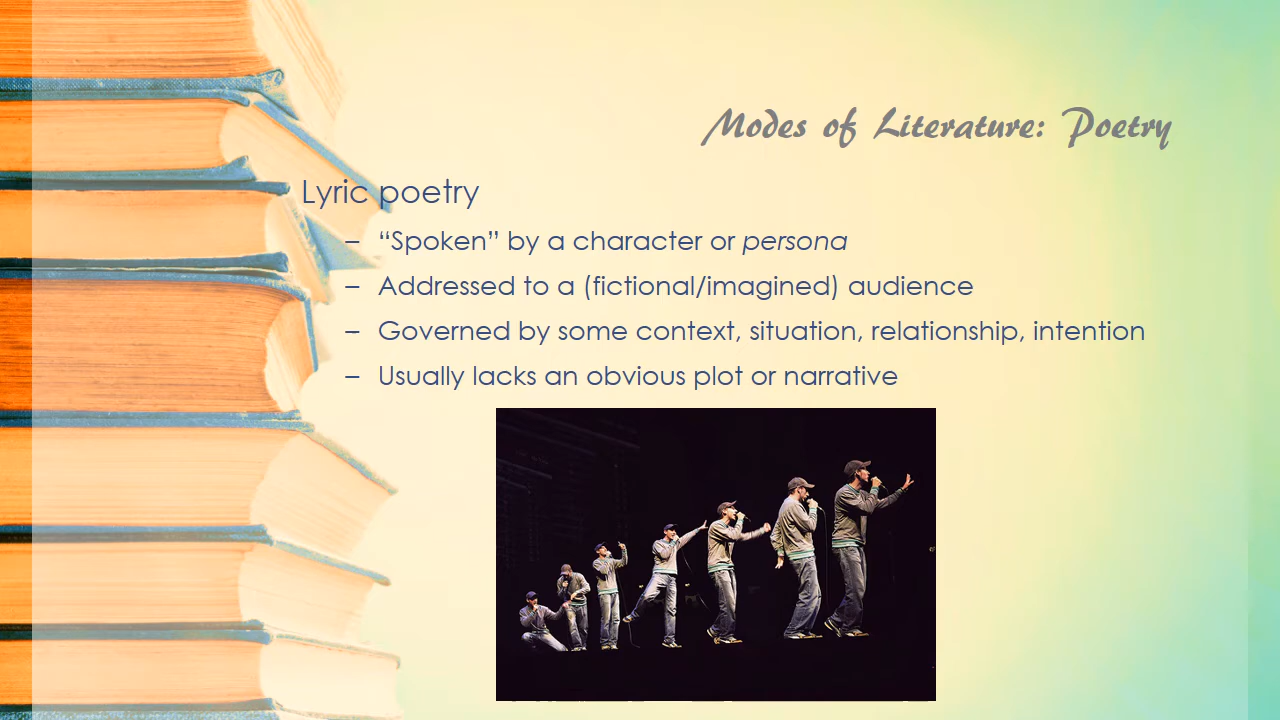 Modes of Literature: Poetry
Lyric poetry
– “Spoken” by a character or persona
– Addressed to a (fictional/imagined) audience
– Governed by some context, situation, relationship, intention
– Usually lacks an obvious plot or narrative